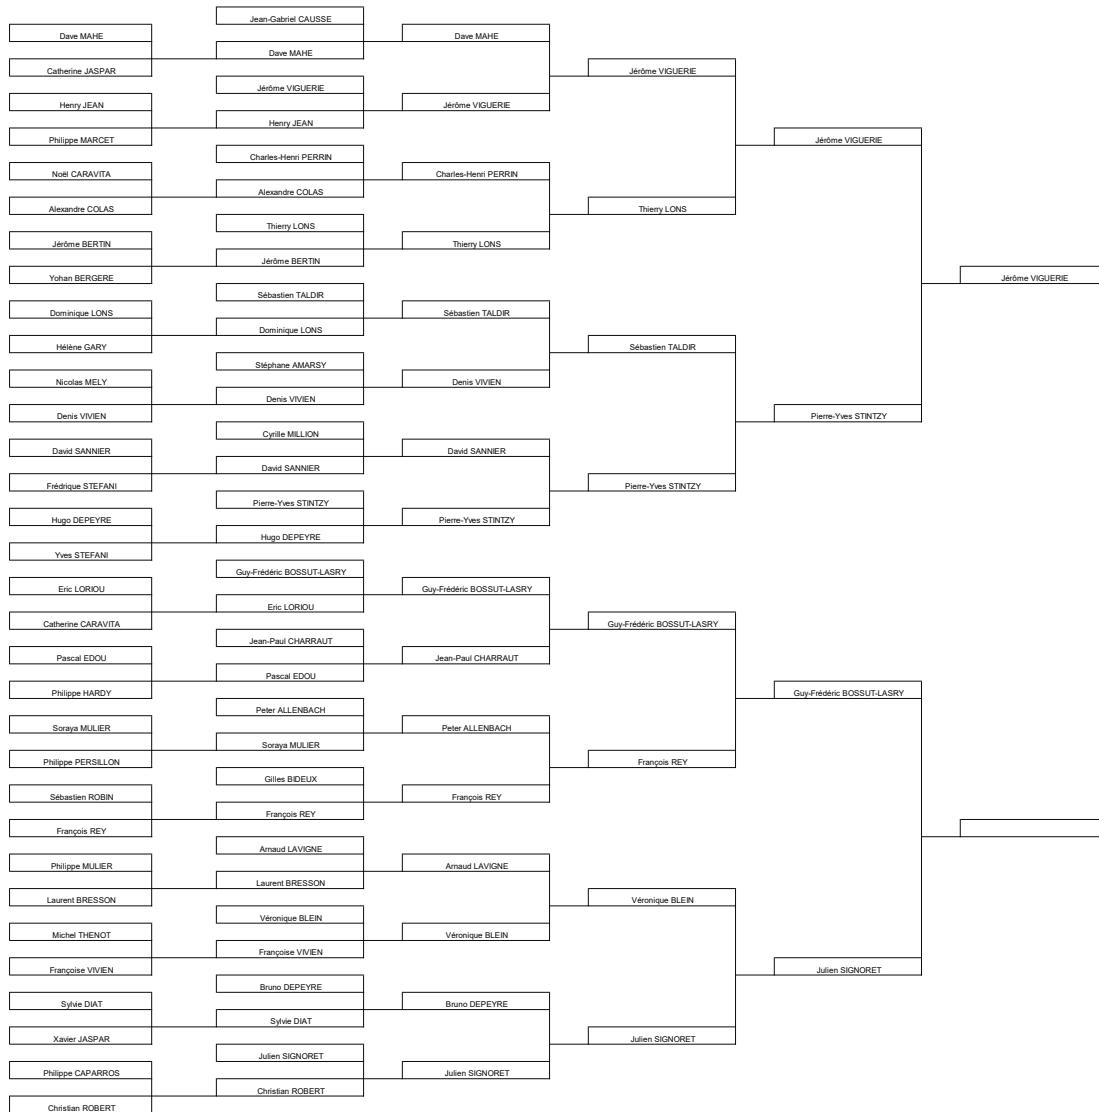 Dave MAHE
Catherine JASPAR
Henry JEAN
Philippe MARCET
Noël CARAVITA
Alexandre COLAS
Jérôme BERTIN
Yohan BERGERE
Dominique LONS
Hélène GARY
Nicolas MELY
Denis VIVIEN
David SANNIER
Frédrique STEFANI
Hugo DEPEYRE
Yves STEFANI
Eric LORIOU
Catherine CARAVITA
Pascal EDOU
Philippe HARDY
Soraya MULIER
Philippe PERSILLON
Sébastien ROBIN
François REY
Philippe MULIER
Laurent BRESSON
Michel THENOT
Françoise VIVIEN
Sylvie DIAT
Xavier JASPAR
Philippe CAPARROS
Christian ROBERT
Jean-Gabriel CAUSSE
Dave MAHE
Jérôme VIGUERIE
Henry JEAN
Charles-Henri PERRIN
Alexandre COLAS
Thierry LONS
Jérôme BERTIN
Sébastien TALDIR
Dominique LONS
Stéphane AMARSY
Denis VIVIEN
Cyrille MILLION
David SANNIER
Pierre-Yves STINTZY
Hugo DEPEYRE
Guy-Frédéric BOSSUT-LASRY
Eric LORIOU
Jean-Paul CHARRAUT
Pascal EDOU
Peter ALLENBACH
Soraya MULIER
Gilles BIDEUX
François REY
Arnaud LAVIGNE
Laurent BRESSON
Véronique BLEIN
Françoise VIVIEN
Bruno DEPEYRE
Sylvie DIAT
Julien SIGNORET
Christian ROBERT
Dave MAHE
Jérôme VIGUERIE
Charles-Henri PERRIN
Thierry LONS
Sébastien TALDIR
Denis VIVIEN
David SANNIER
Pierre-Yves STINTZY
Guy-Frédéric BOSSUT-LASRY
Jean-Paul CHARRAUT
Peter ALLENBACH
François REY
Arnaud LAVIGNE
Véronique BLEIN
Bruno DEPEYRE
Julien SIGNORET
Jérôme VIGUERIE
Thierry LONS
Sébastien TALDIR
Pierre-Yves STINTZY
Guy-Frédéric BOSSUT-LASRY
François REY
Véronique BLEIN
Julien SIGNORET
Jérôme VIGUERIE
Pierre-Yves STINTZY
Guy-Frédéric BOSSUT-LASRY
Julien SIGNORET
Jérôme VIGUERIE